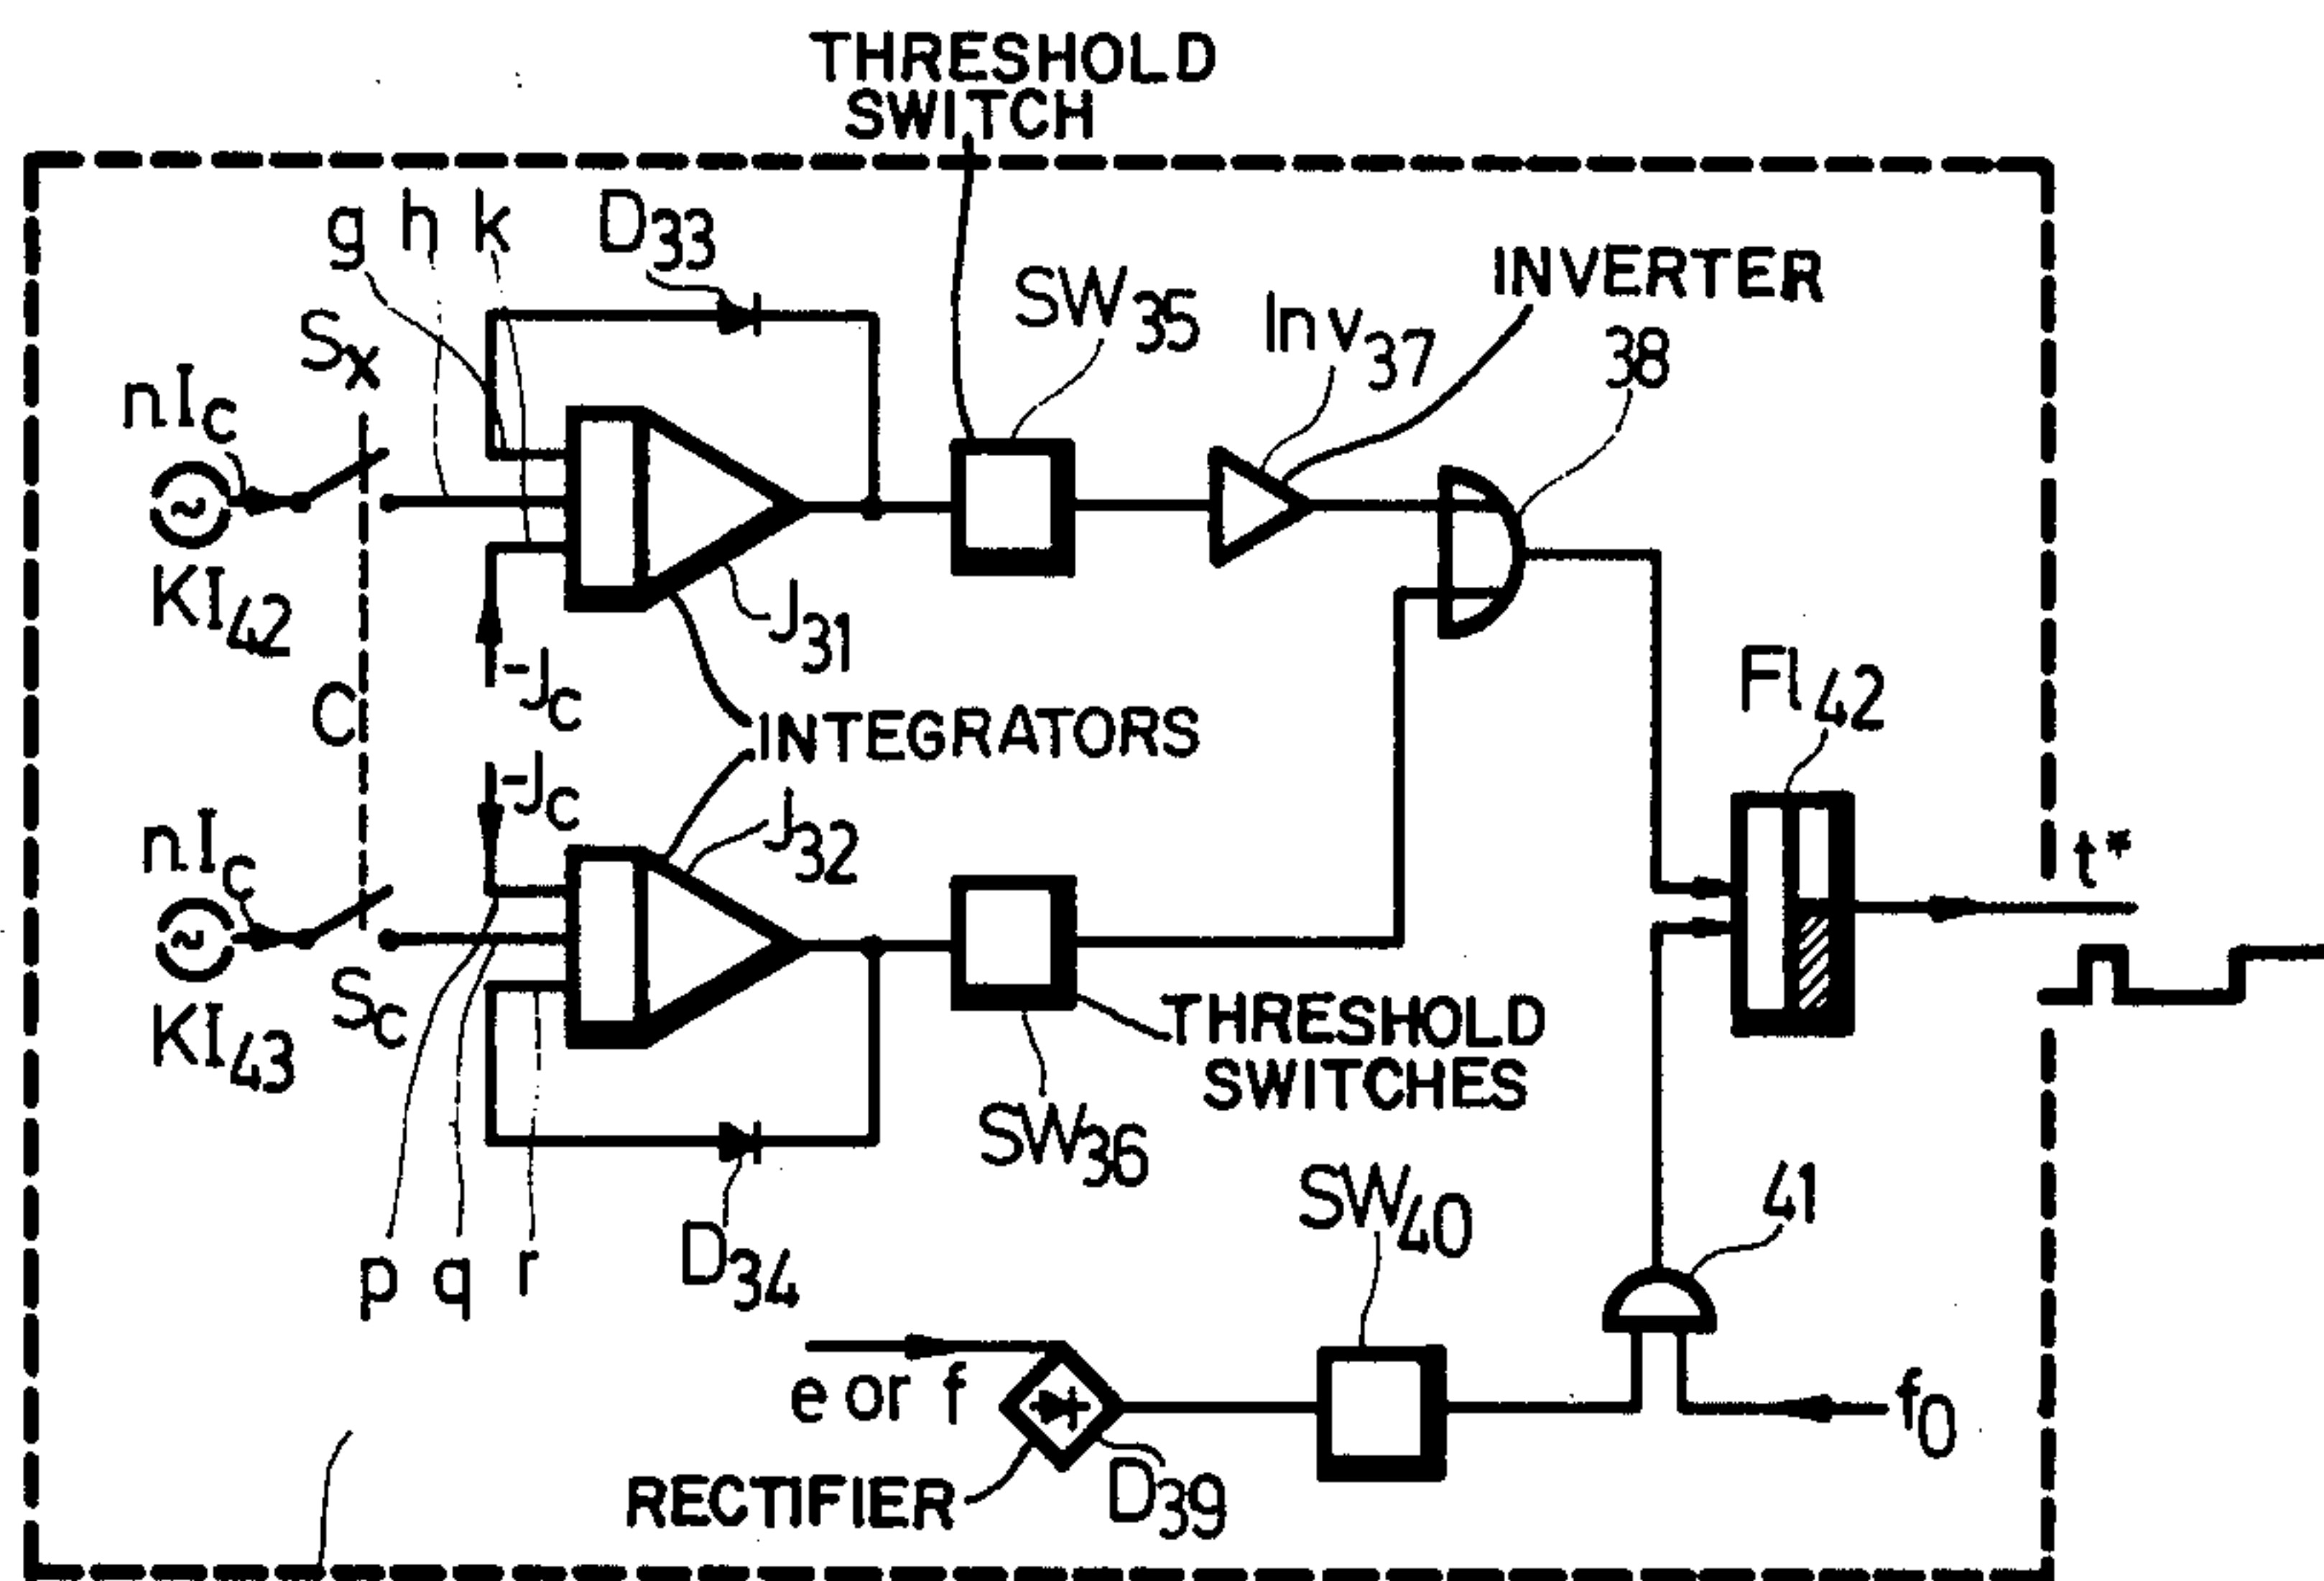 THRESHOLD
SWITCH
g h k D33
SW35
INVERTER
Inv37
38
Sx
nIc
KI42
J31
-Jc
C
INTEGRATORS
Fl42
-Jc
J32
nIc
t*
Sc
KI43
THRESHOLD
SWITCHES
SW36
SW40
41
p q r
D34
e or f
f0
RECTIFIER
D39